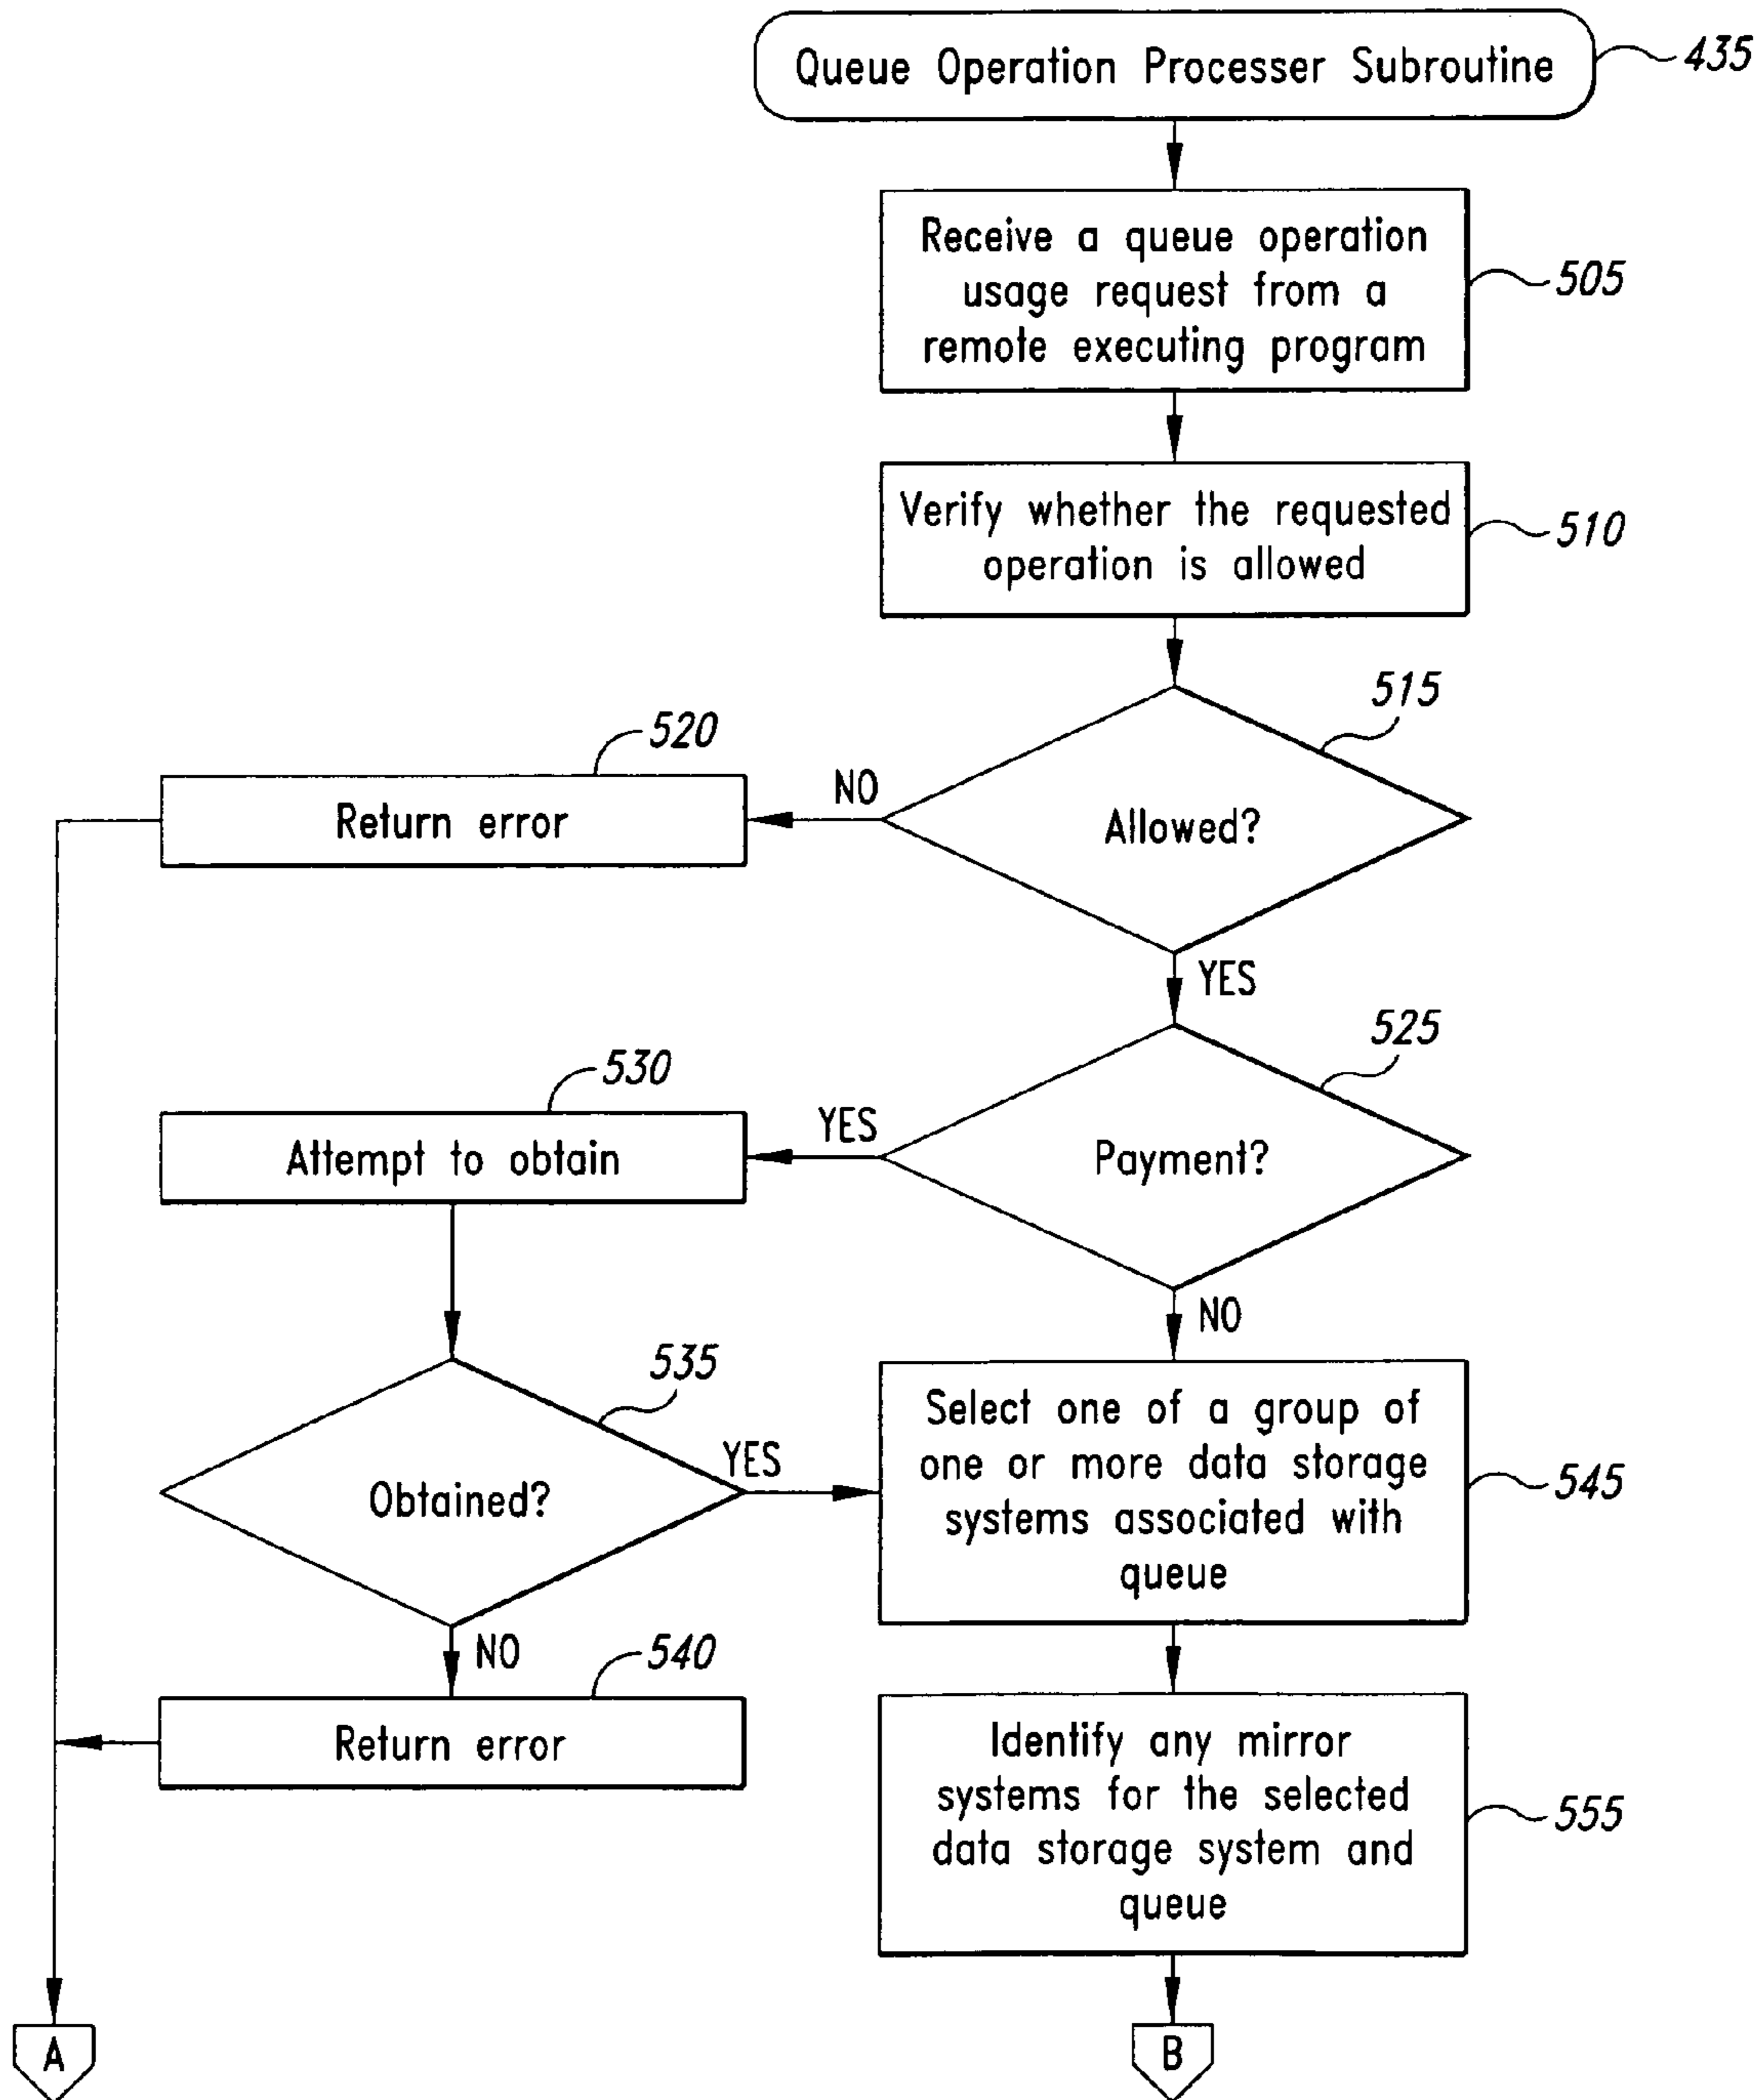 Queue Operation Processer Subroutine
435
Receive a queue operation
usage request from a
remote executing program
505
Verify whether the requested
operation is allowed
510
515
Allowed?
NO
520
Return error
YES
525
Payment?
YES
530
Attempt to obtain
NO
535
Obtained?
YES
Select one of a group of
one or more data storage
systems associated with
queue
545
NO
540
Return error
Identify any mirror
systems for the selected
data storage system and
queue
555
A
B